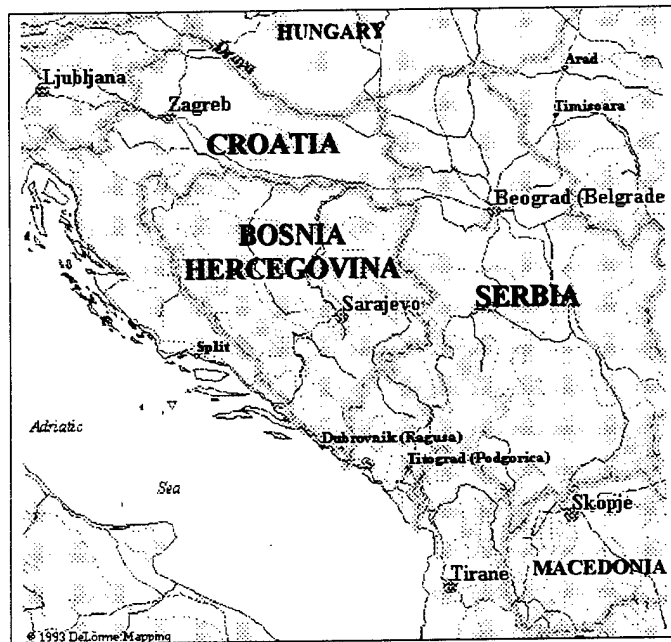 HUNGARY
Drava
Arad
Ljubljana
Zagreb
Timisoara
CROATIA
Beograd (Belgrade
BOSNIA
HERCEGOVINA
SERBIA
Sarajevo
Split
Adriatic
Sea
Dubrovnik (Ragusa)
Titograd (Podgorica)
Skopje
Tirane
MACEDONIA
© 1993 DeLorme Mapping